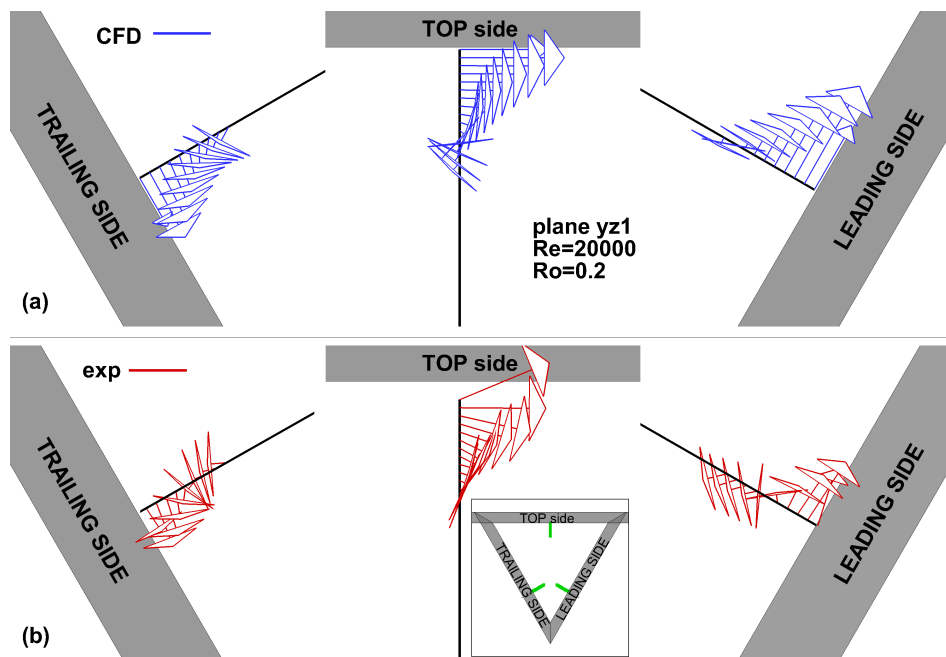 CFD
TOP side
TRAILING SIDE
LEADING SIDE
plane yz1
Re=20000
Ro=0.2
(a)
exp
TOP side
TRAILING SIDE
LEADING SIDE
TOP side
TRAILING SIDE
LEADING SIDE
(b)